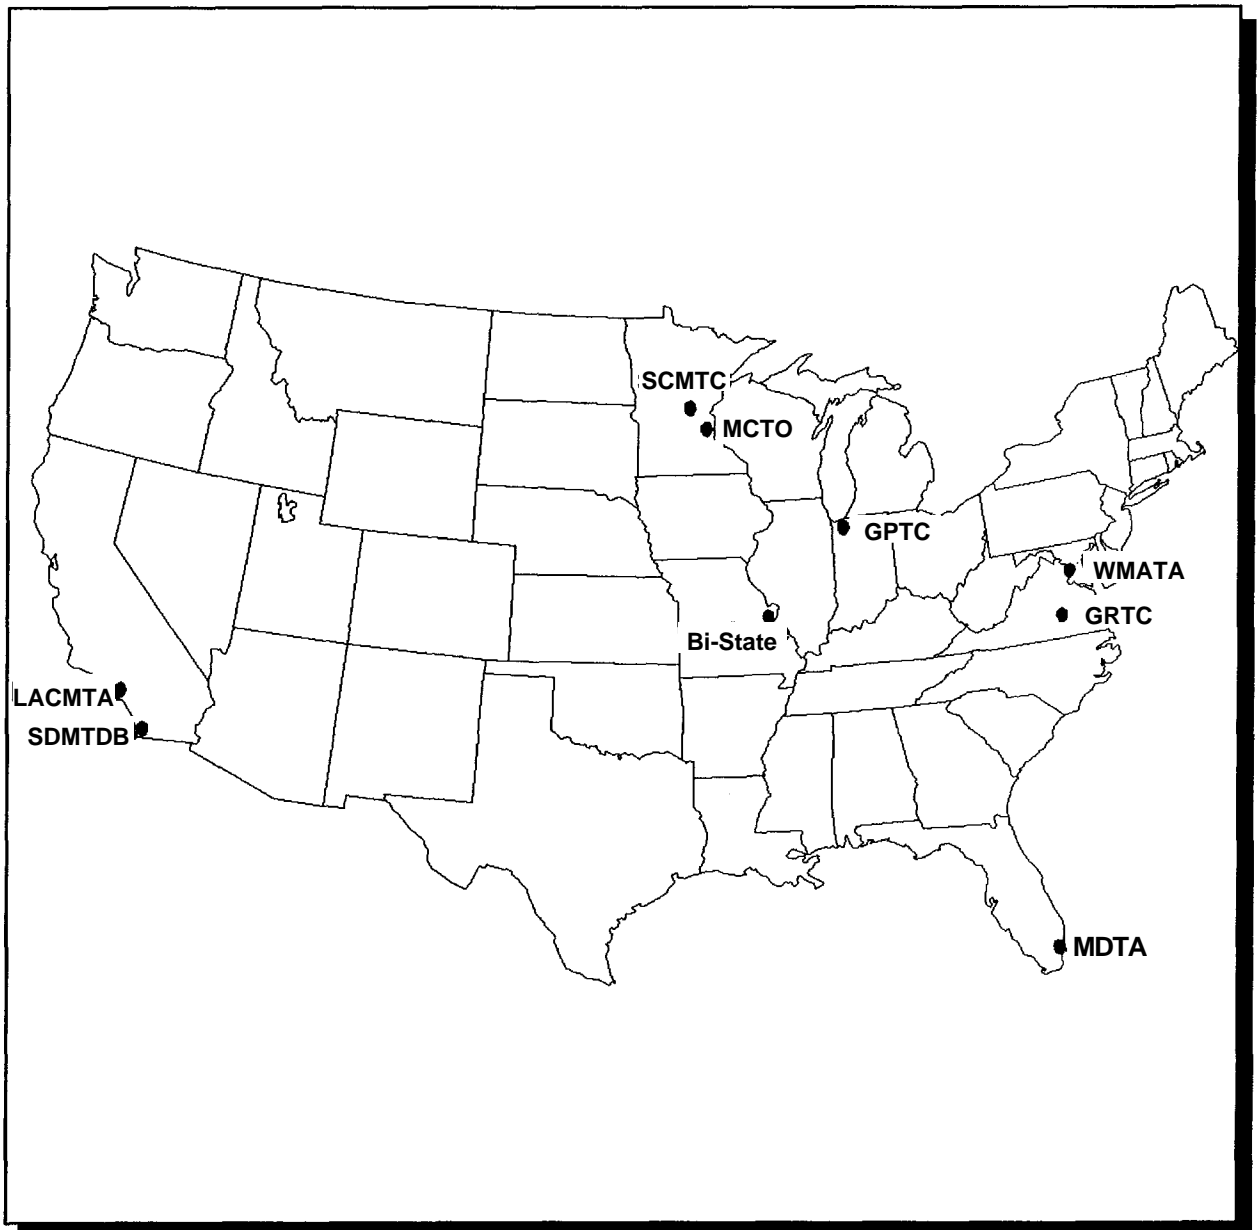 SCMTC
MCTO
GPTC
WMATA
GRTC
Bi-State
LACMTA
SDMTDB
MDTA